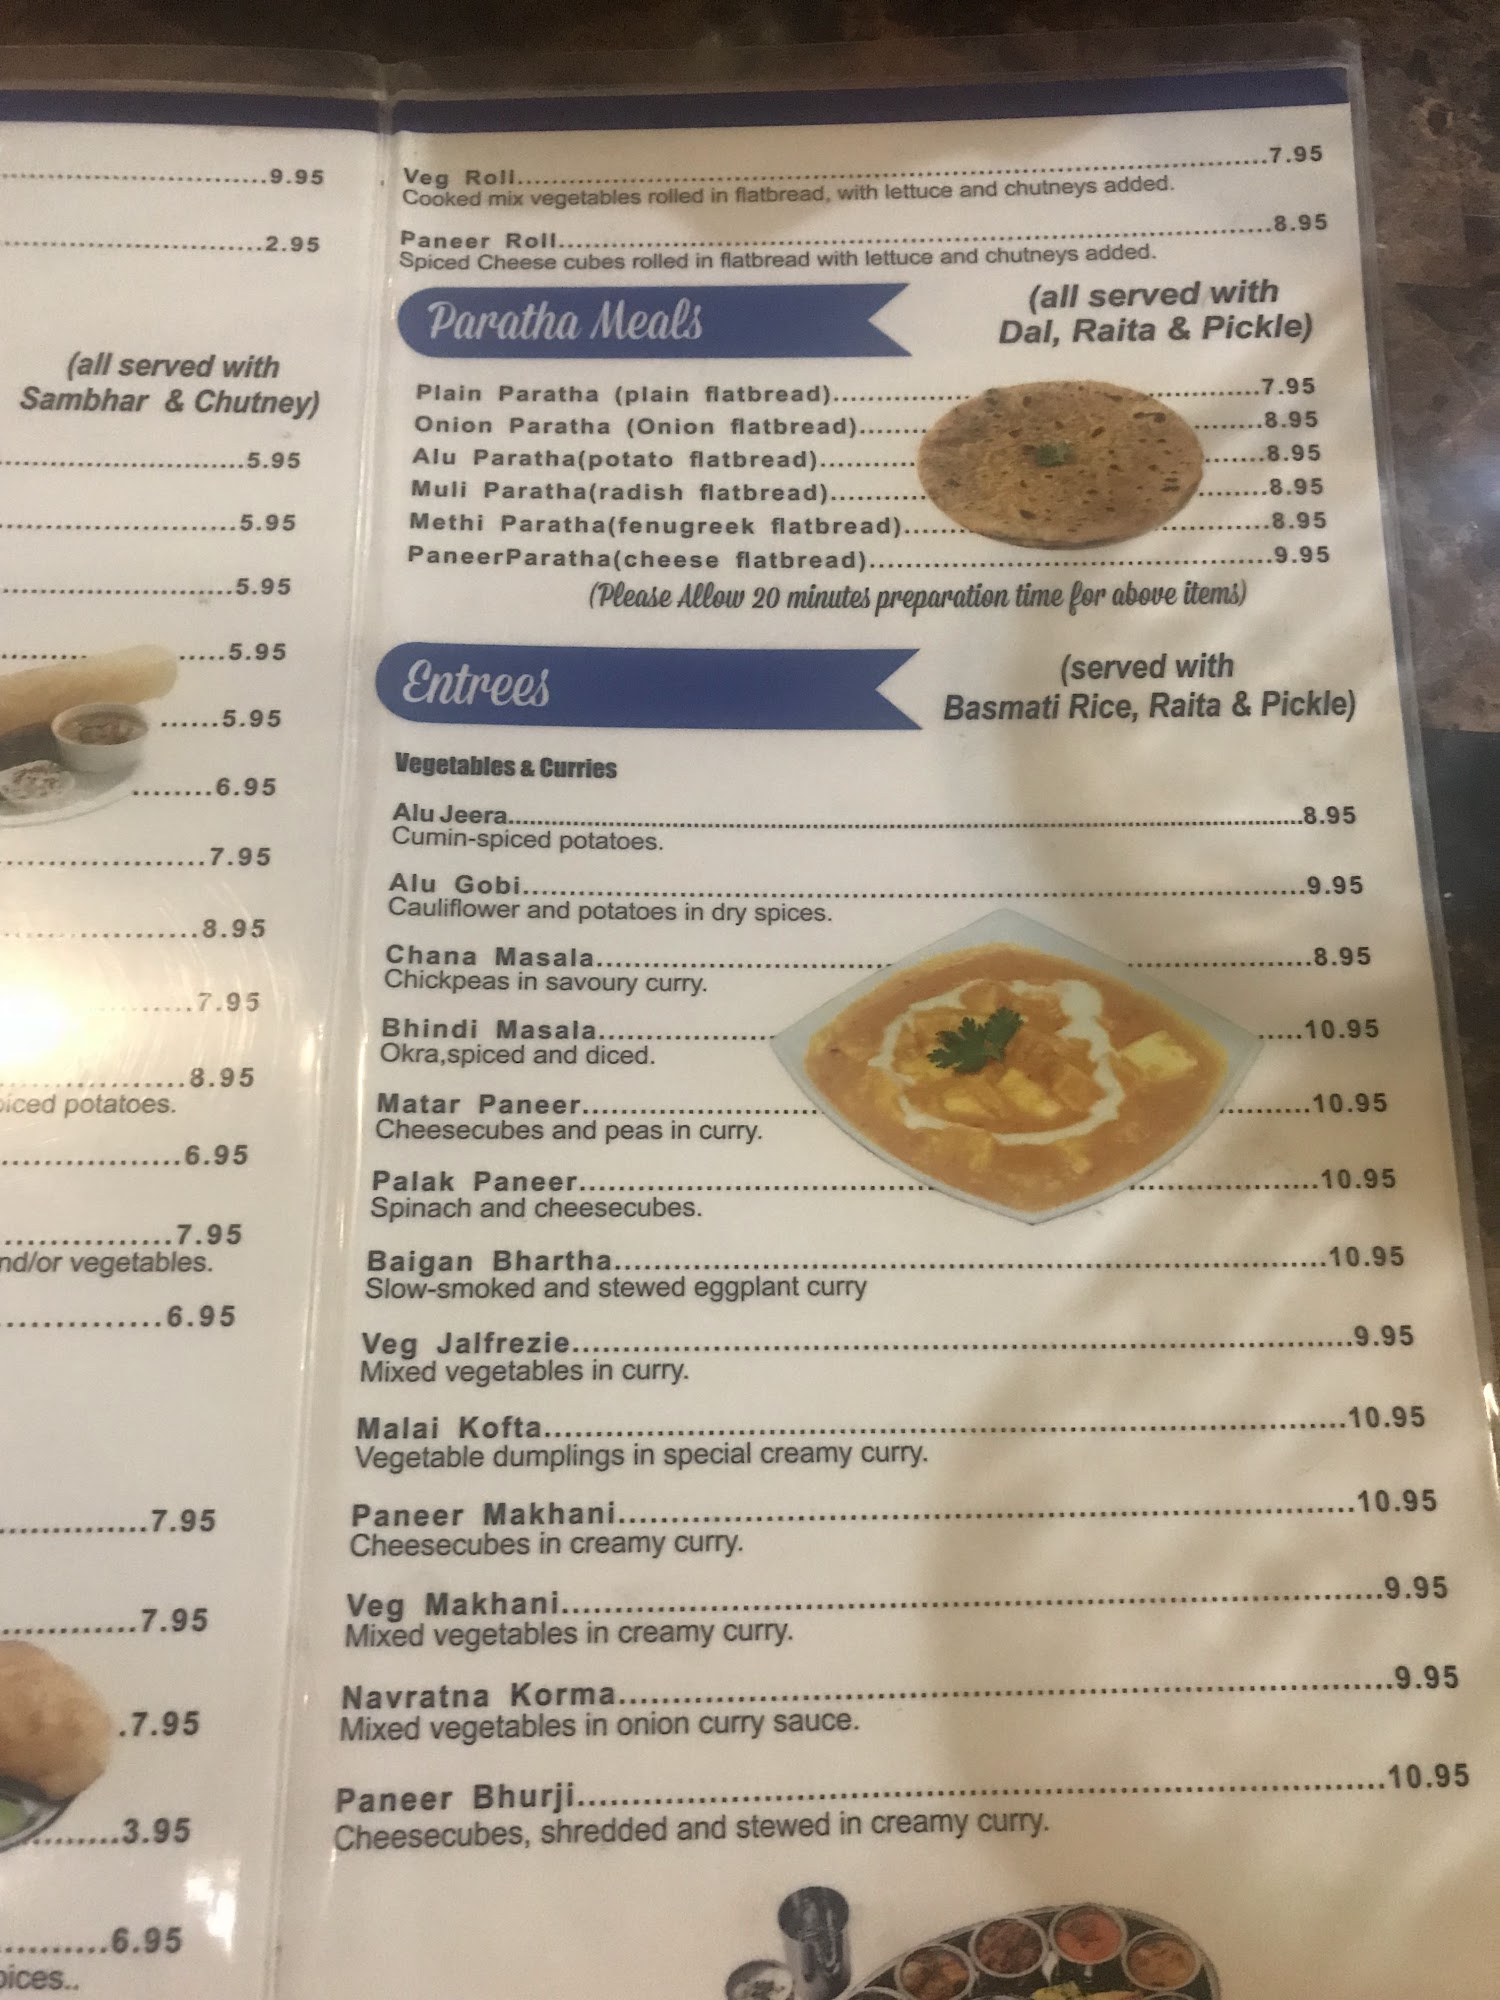 ..........9.95
..........2.95
(all served with
Sambhar & Chutney)
..........5.95
..........5.95
..........5.95
.....5.95
......5.95
........6.95
..........7.95
..........8.95
......7.95
..........8.95
potatoes.
..........6.95
..........7.95
vegetables.
..........6.95
..........7.95
..........7.95
.7.95
........3.95
..........6.95
Veg Roll..........7.95
Cooked mix vegetables rolled in flatbread, with lettuce and chutneys added.
Paneer Roll..........8.95
Spiced Cheese cubes rolled in flatbread with lettuce and chutneys added.
Paratha Meals
(all served with
Dal, Raita & Pickle)
Plain Paratha (plain flatbread)..........7.95
Onion Paratha (Onion flatbread)..........8.95
Alu Paratha(potato flatbread)..........8.95
Muli Paratha(radish flatbread)..........8.95
Methi Paratha(fenugreek flatbread)..........8.95
PaneerParatha(cheese flatbread)..........9.95
(Please Allow 20 minutes preparation time for above items)
Entrees
(served with
Basmati Rice, Raita & Pickle)
Vegetables & Curries
Alu Jeera..........8.95
Cumin-spiced potatoes.
Alu Gobi..........9.95
Cauliflower and potatoes in dry spices.
Chana Masala..........8.95
Chickpeas in savoury curry.
Bhindi Masala..........10.95
Okra,spiced and diced.
Matar Paneer..........10.95
Cheesecubes and peas in curry.
Palak Paneer..........10.95
Spinach and cheesecubes.
Baigan Bhartha..........10.95
Slow-smoked and stewed eggplant curry
Veg Jalfrezie..........9.95
Mixed vegetables in curry.
Malai Kofta..........10.95
Vegetable dumplings in special creamy curry.
Paneer Makhani..........10.95
Cheesecubes in creamy curry.
Veg Makhani..........9.95
Mixed vegetables in creamy curry.
Navratna Korma..........9.95
Mixed vegetables in onion curry sauce.
Paneer Bhurji..........10.95
Cheesecubes, shredded and stewed in creamy curry.